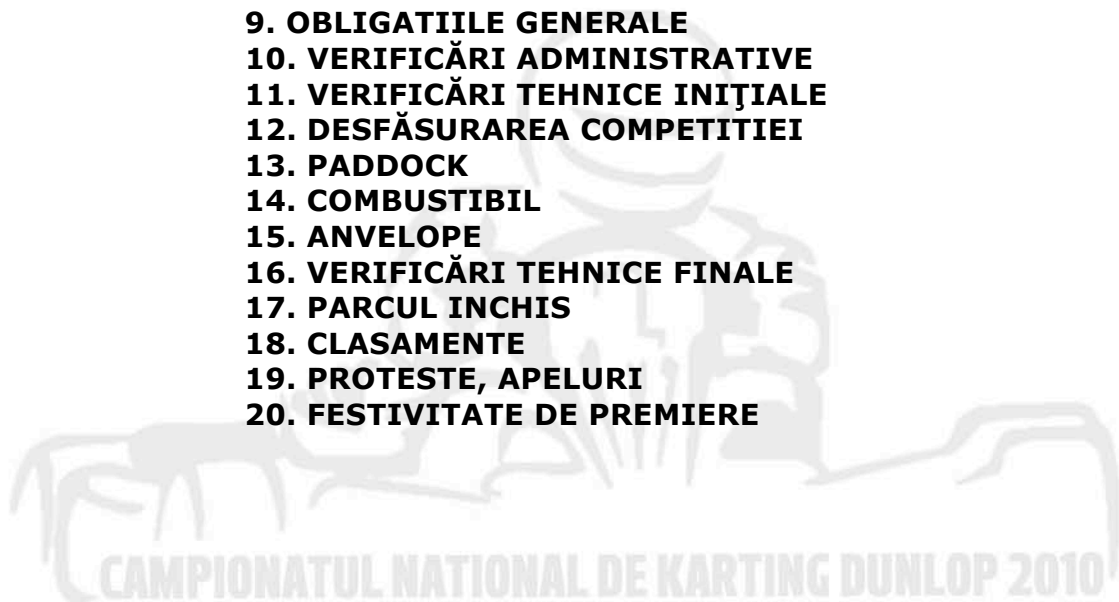 9. OBLIGATIILE GENERALE
10. VERIFICĂRI ADMINISTRATIVE
11. VERIFICĂRI TEHNICE INIŢIALE
12. DESFĂSURAREA COMPETITIEI
13. PADDOCK
14. COMBUSTIBIL
15. ANVELOPE
16. VERIFICĂRI TEHNICE FINALE
17. PARCUL INCHIS
18. CLASAMENTE
19. PROTESTE, APELURI
20. FESTIVITATE DE PREMIERE
CAMPIONATUL NATIONAL DE KARTING DUNLOP 2010